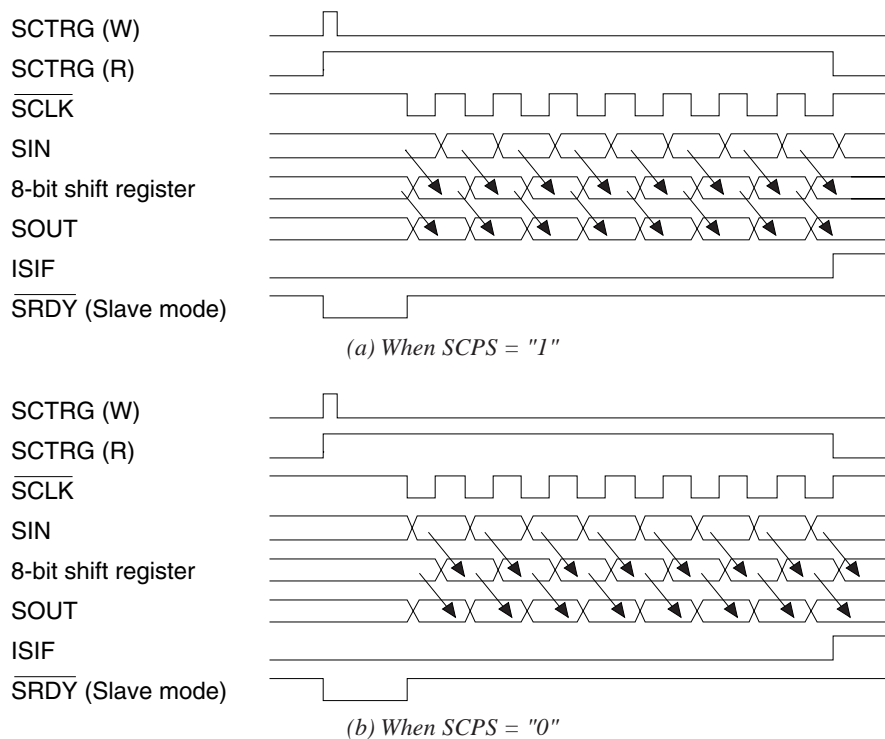 SCTRG (W)
SCTRG (R)
SCLK
SIN
8-bit shift register
SOUT
ISIF
SRDY (Slave mode)
(a) When SCPS = "1"
SCTRG (W)
SCTRG (R)
SCLK
SIN
8-bit shift register
SOUT
ISIF
SRDY (Slave mode)
(b) When SCPS = "0"